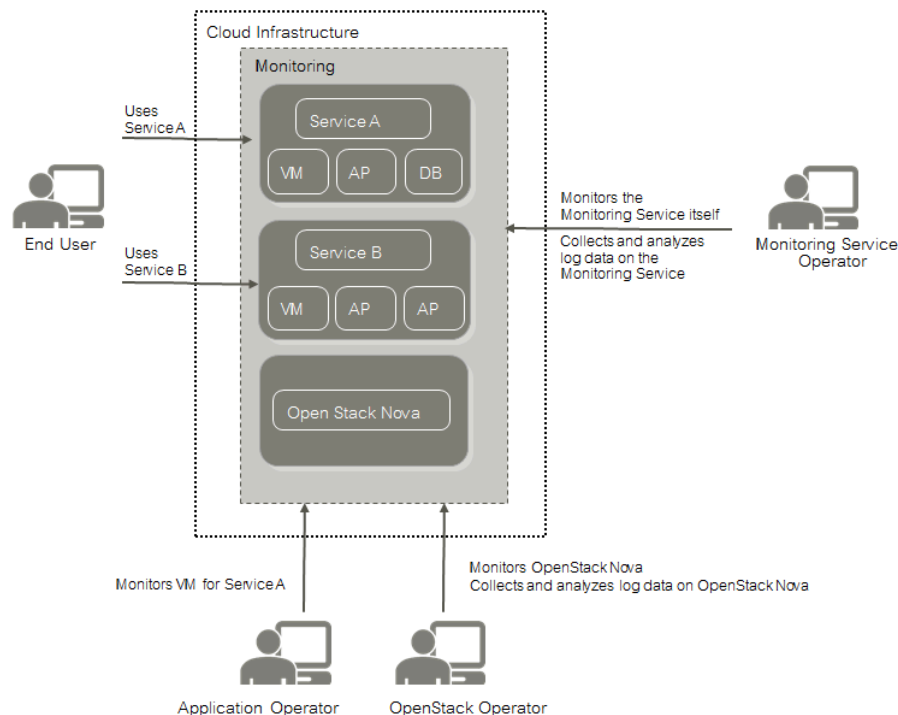 Cloud Infrastructure
Monitoring
Uses
Service A
Service A
VM AP DB
End User
Monitors the
Monitoring Service itself
Collects and analyzes
log data on the
Monitoring Service
Monitoring Service
Operator
Uses
Service B
Service B
VM AP AP
Open Stack Nova
Monitors VM for Service A
Monitors OpenStack Nova
Collects and analyzes log data on OpenStack Nova
Application Operator
OpenStack Operator